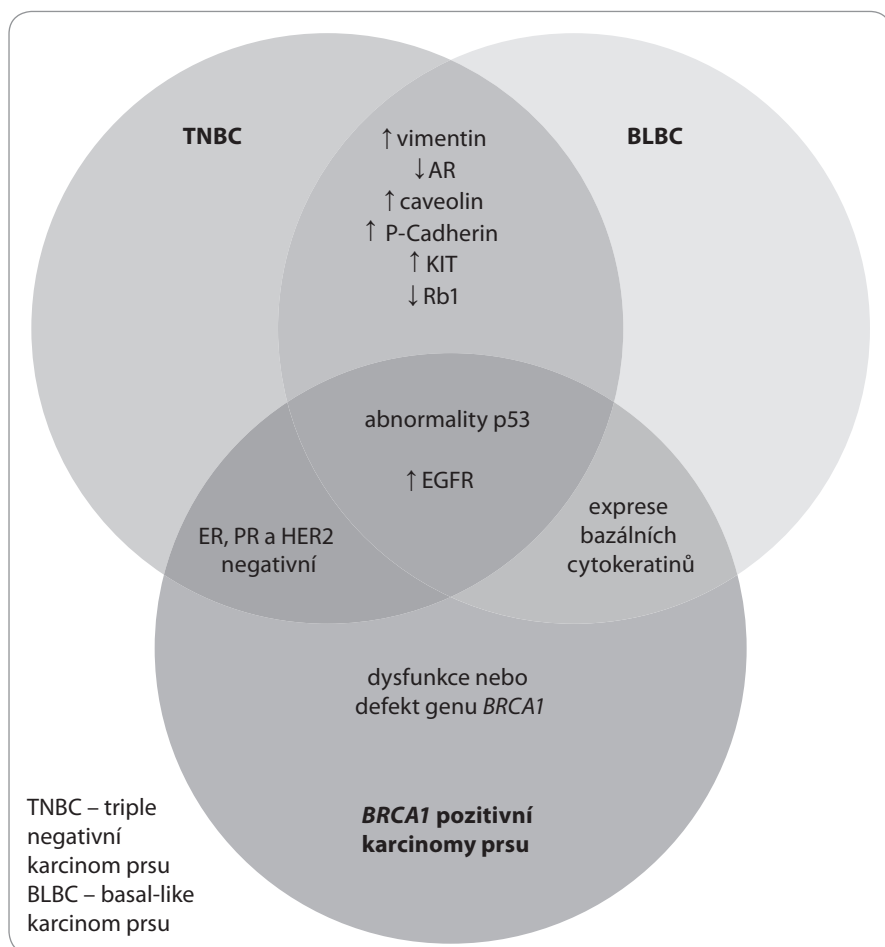 TNBC
BLBC
↑ vimentin
↓ AR
↑ caveolin
↑ P-Cadherin
↑ KIT
↓ Rb1
abnormality p53
↑ EGFR
ER, PR a HER2
negativní
exprese
bazálních
cytokeratinů
dysfunkce nebo
defekt genu BRCA1
BRCA1 pozitivní
karcinomy prsu
TNBC – triple
negativní
karcinom prsu
BLBC – basal-like
karcinom prsu